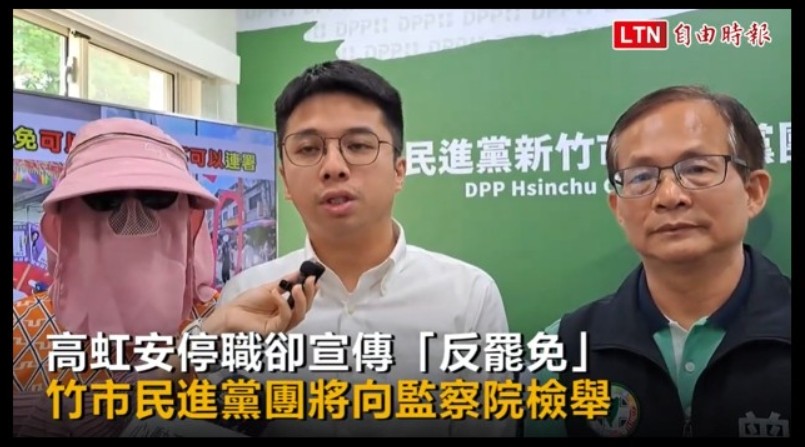 LTN 自由時報
民進黨新竹市
DPP Hsinchu
免可以
可以連署
高虹安停職卻宣傳「反罷免」
竹市民進黨團將向監察院檢舉